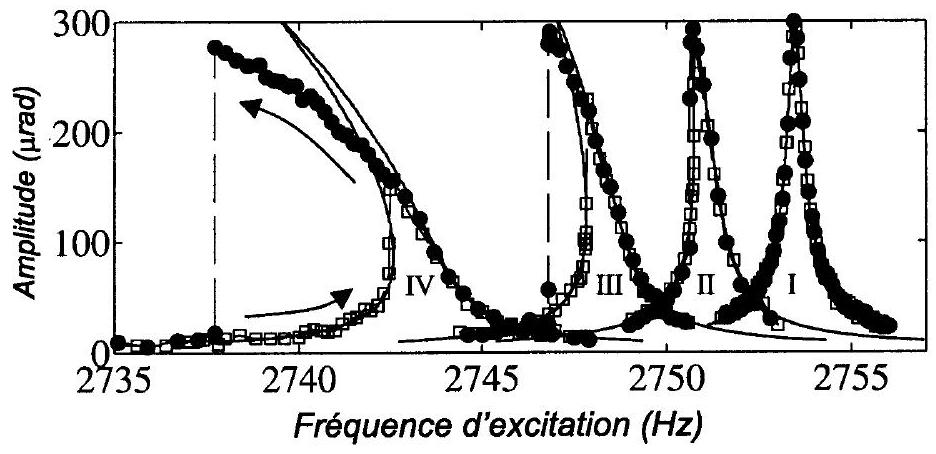 300
200
100
0
Amplitude (μrad)
IV
III
II
I
2735
2740
2745
2750
2755
Fréquence d'excitation (Hz)